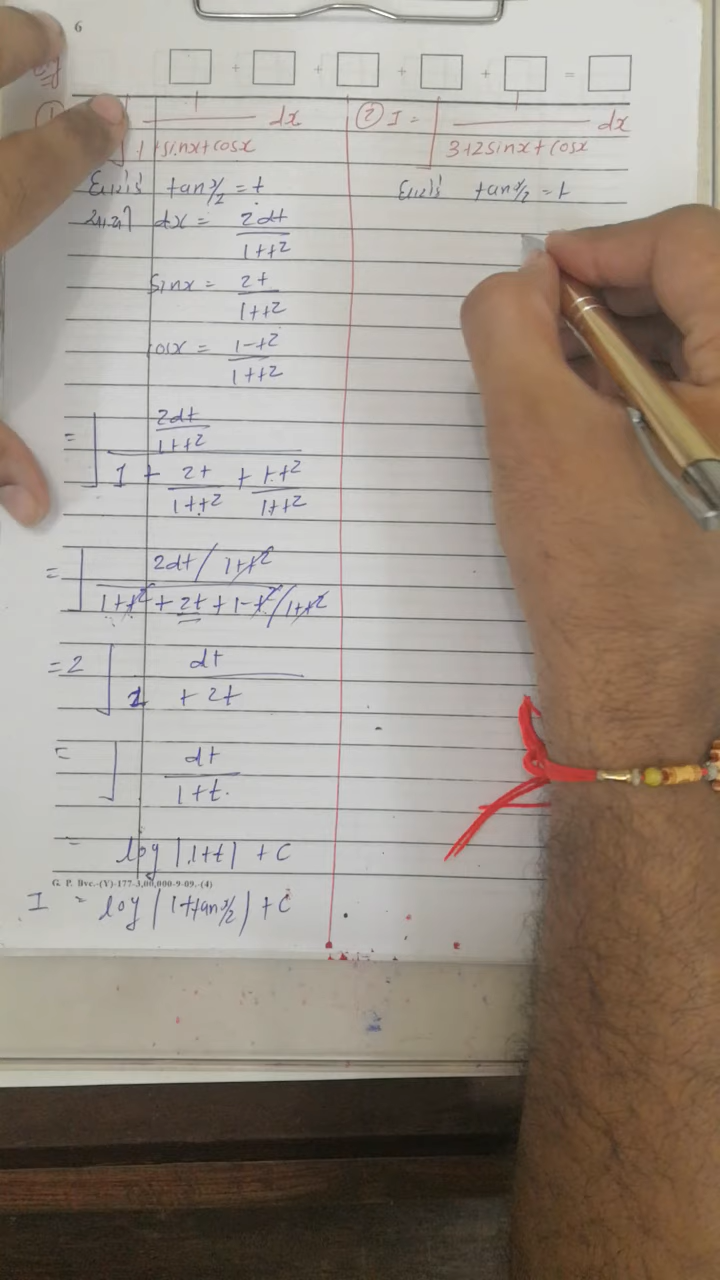 6
+ + + + =
1 dx
1+sinx+cosx
ધારો કે tan x/2 = t
dx = 2dt
1+t2
sinx = 2t
1+t2
cosx = 1-t2
1+t2
= ∫ 2dt
1+t2
1 + 2t + 1-t2
1+t2 1+t2
= ∫ 2dt / 1+t2
1+t2 + 2t + 1-t2 / 1+t2
= 2 ∫ dt
2 + 2t
= ∫ dt
1+t
= log |1+t| + c
G. P. Bvc.-(Y)-177-3,00,000-9-09.-(4)
I = log |1+tan x/2| + c
② I = ∫ 1 dx
3+2sinx+cosx
ધારો કે tan x/2 = t